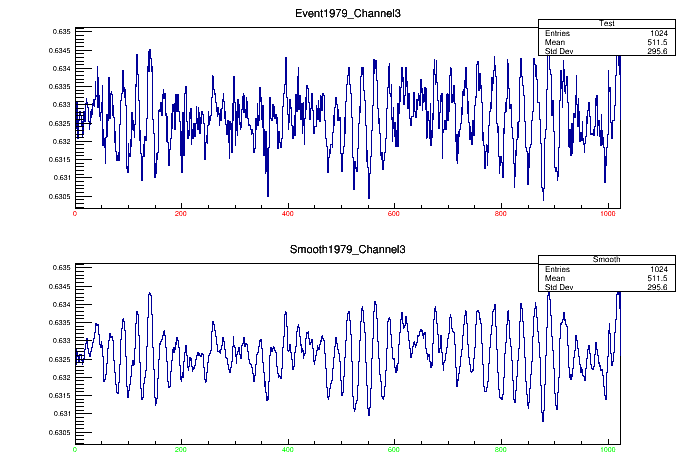 Event1979_Channel3
Test
Entries 1024
Mean 511.5
Std Dev 295.6
0.635
0.6345
0.634
0.6335
0.633
0.6325
0.632
0.6315
0.631
0.6305
0 200 400 600 800 1000
Smooth1979_Channel3
Smooth
Entries 1024
Mean 511.5
Std Dev 295.6
0.635
0.6345
0.634
0.6335
0.633
0.6325
0.632
0.6315
0.631
0.6305
0 200 400 600 800 1000